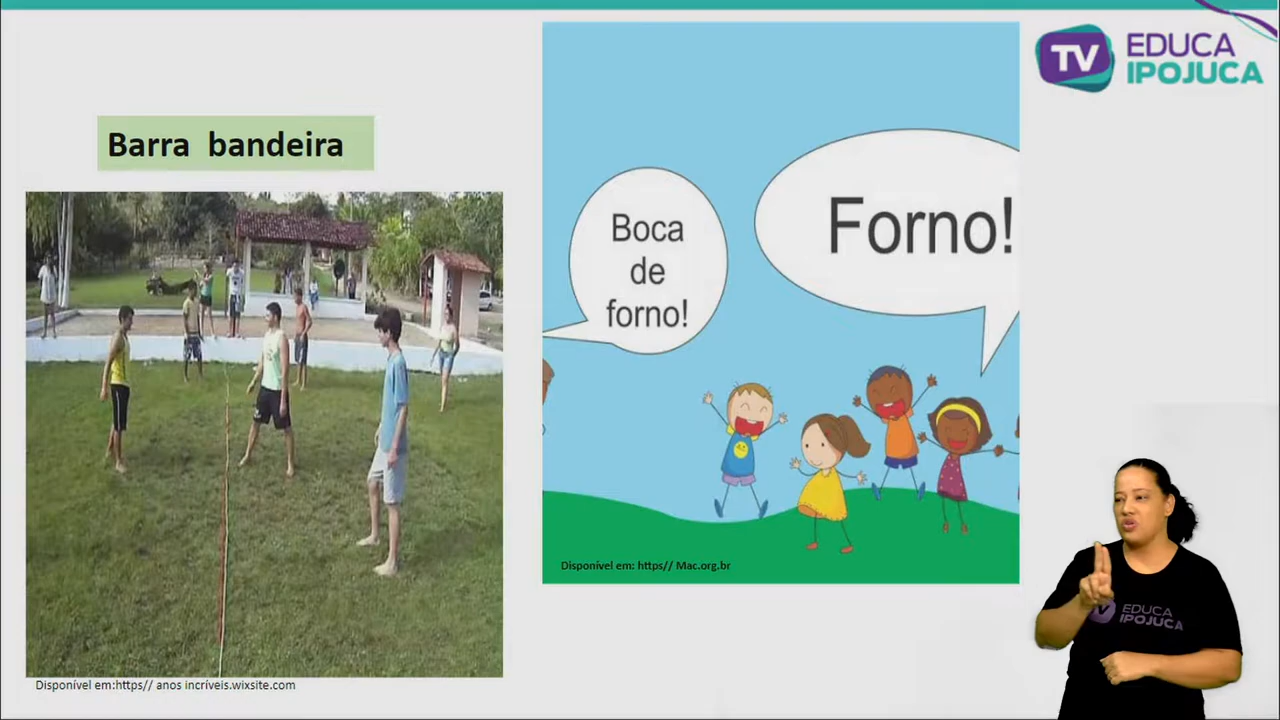 TV EDUCA
IPOJUCA
Barra bandeira
Boca
de
forno!
Forno!
Disponível em: https// Mac.org.br
Disponível em:https// anos incríveis.wixsite.com
EDUCA
IPOJUCA